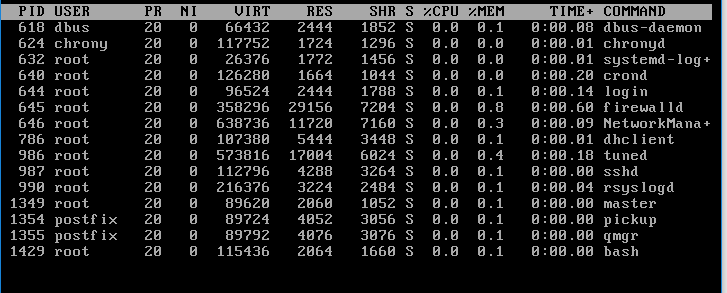 PID USER PR NI VIRT RES SHR S %CPU %MEM TIME+ COMMAND
618 dbus 20 0 66432 2444 1852 S 0.0 0.1 0:00.08 dbus-daemon
624 chrony 20 0 117752 1724 1296 S 0.0 0.0 0:00.01 chronyd
632 root 20 0 26376 1772 1456 S 0.0 0.0 0:00.01 systemd-log+
640 root 20 0 126280 1664 1044 S 0.0 0.0 0:00.20 crond
644 root 20 0 96524 2444 1788 S 0.0 0.1 0:00.14 login
645 root 20 0 358296 29156 7204 S 0.0 0.8 0:00.60 firewalld
646 root 20 0 638736 11720 7160 S 0.0 0.3 0:00.09 NetworkMana+
786 root 20 0 107380 5444 3448 S 0.0 0.1 0:00.01 dhclient
986 root 20 0 573816 17004 6024 S 0.0 0.4 0:00.18 tuned
987 root 20 0 112796 4288 3264 S 0.0 0.1 0:00.00 sshd
990 root 20 0 216376 3224 2484 S 0.0 0.1 0:00.04 rsyslogd
1349 root 20 0 89620 2060 1052 S 0.0 0.1 0:00.00 master
1354 postfix 20 0 89724 4052 3056 S 0.0 0.1 0:00.00 pickup
1355 postfix 20 0 89792 4076 3076 S 0.0 0.1 0:00.00 qmgr
1429 root 20 0 115436 2064 1660 S 0.0 0.1 0:00.00 bash